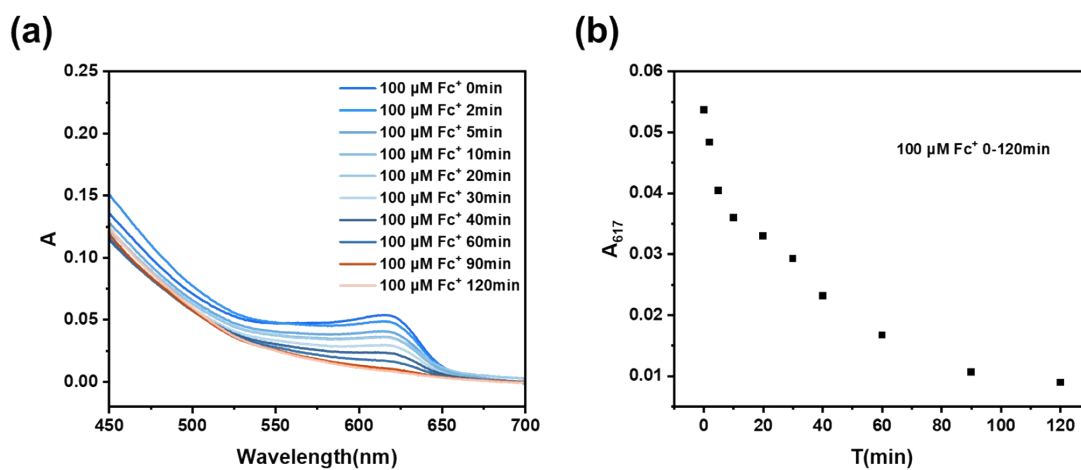 (a)
0.25
0.20
0.15
0.10
0.05
0.00
A
100 μM Fc⁺ 0min
100 μM Fc⁺ 2min
100 μM Fc⁺ 5min
100 μM Fc⁺ 10min
100 μM Fc⁺ 20min
100 μM Fc⁺ 30min
100 μM Fc⁺ 40min
100 μM Fc⁺ 60min
100 μM Fc⁺ 90min
100 μM Fc⁺ 120min
450 500 550 600 650 700
Wavelength(nm)
(b)
0.06
0.05
0.04
0.03
0.02
0.01
A₆₁₇
100 μM Fc⁺ 0-120min
0 20 40 60 80 100 120
T(min)